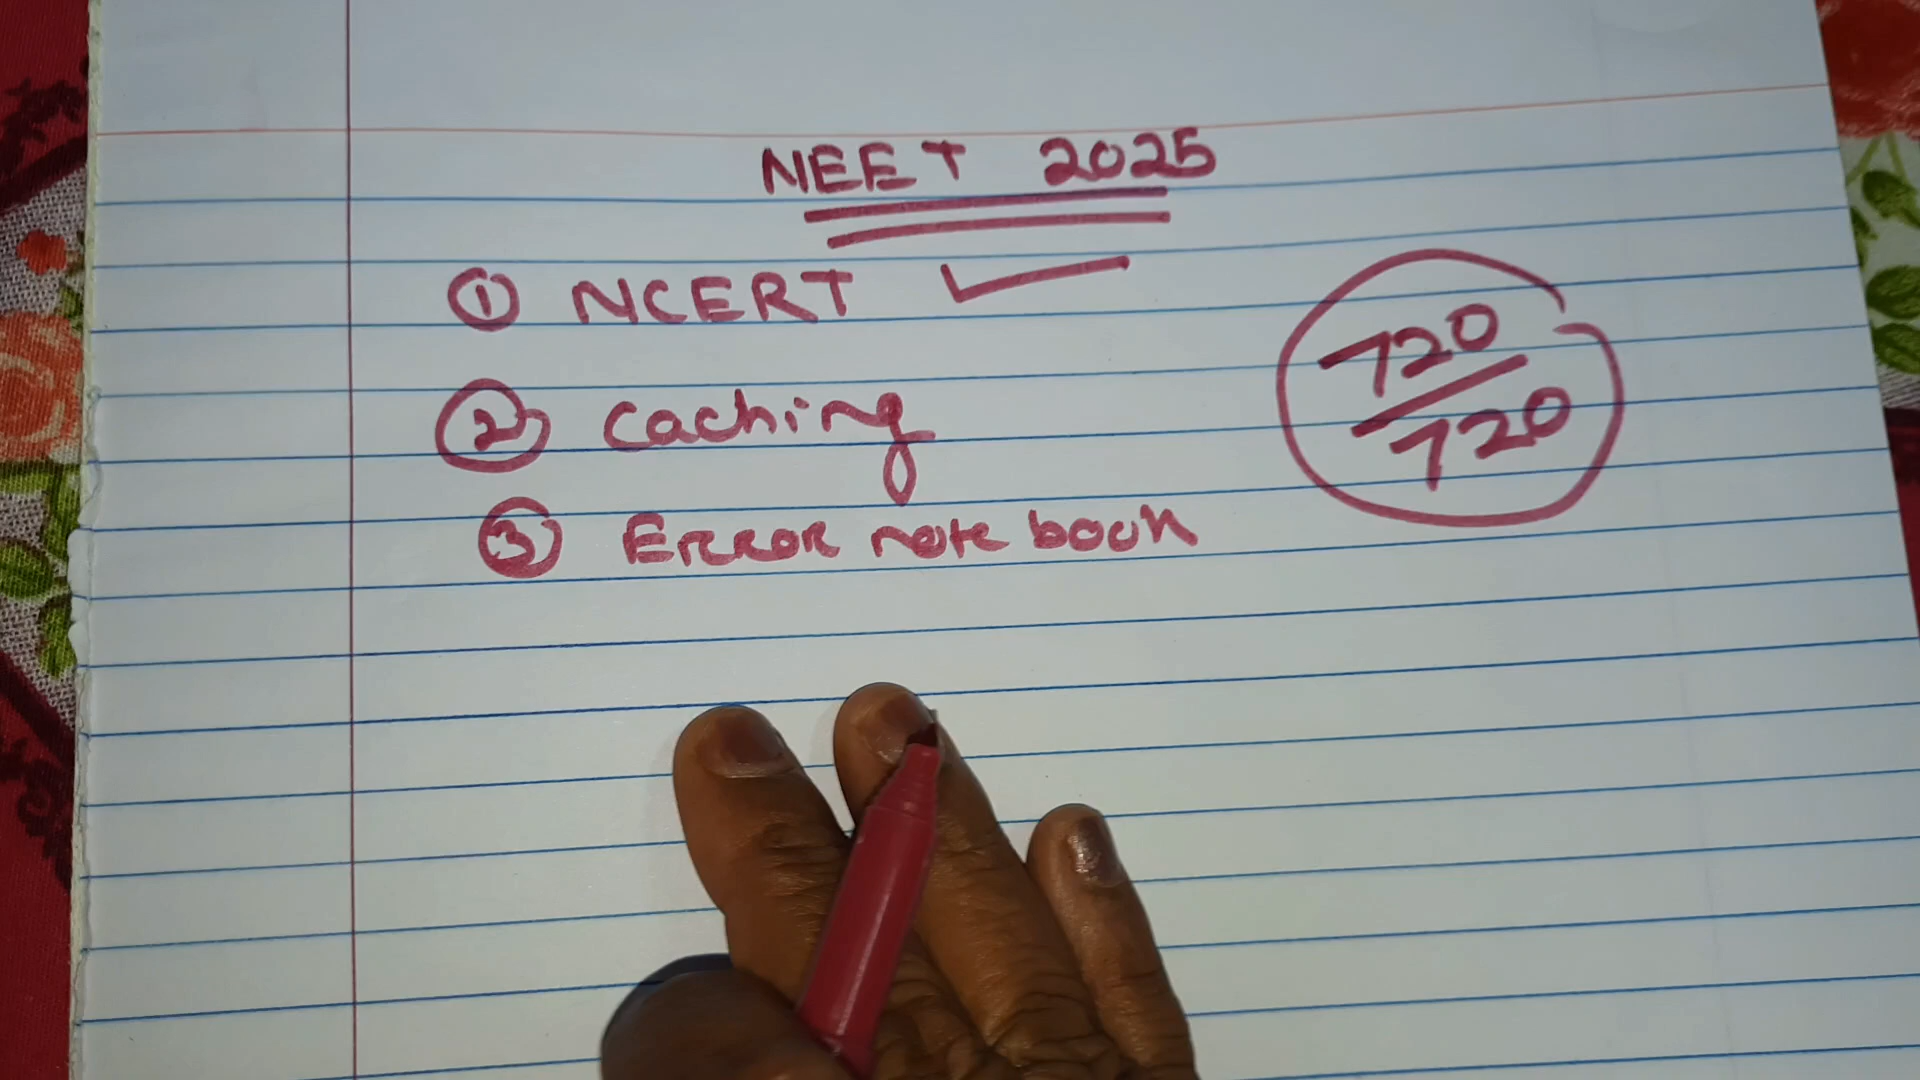 NEET 2025
① NCERT ✓
② Caching
③ ERROR note book
720
720